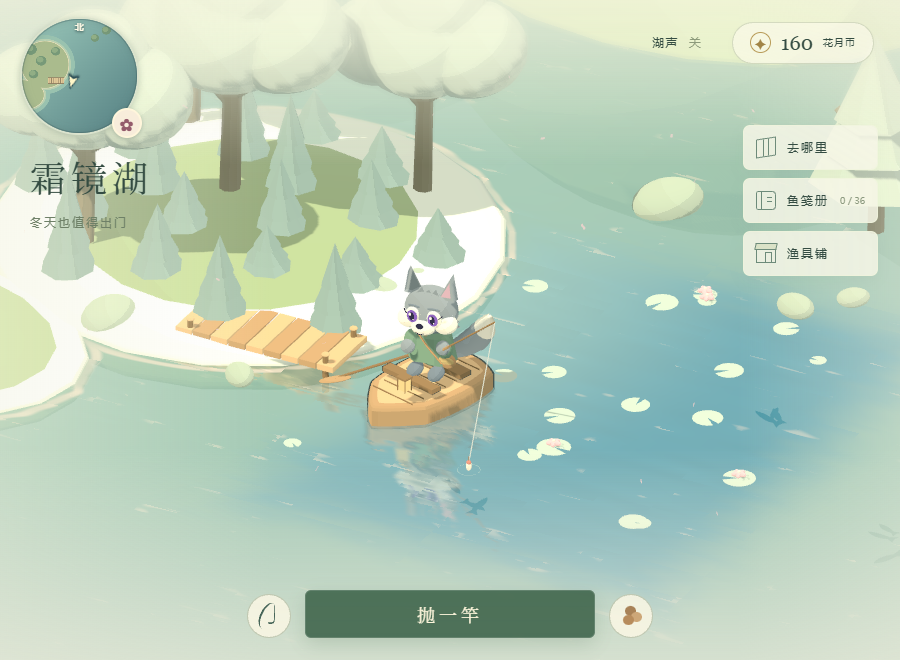 北
湖声 关
160 花月币
霜镜湖
冬天也值得出门
去哪里
鱼笼册 0 / 36
渔具铺
抛一竿